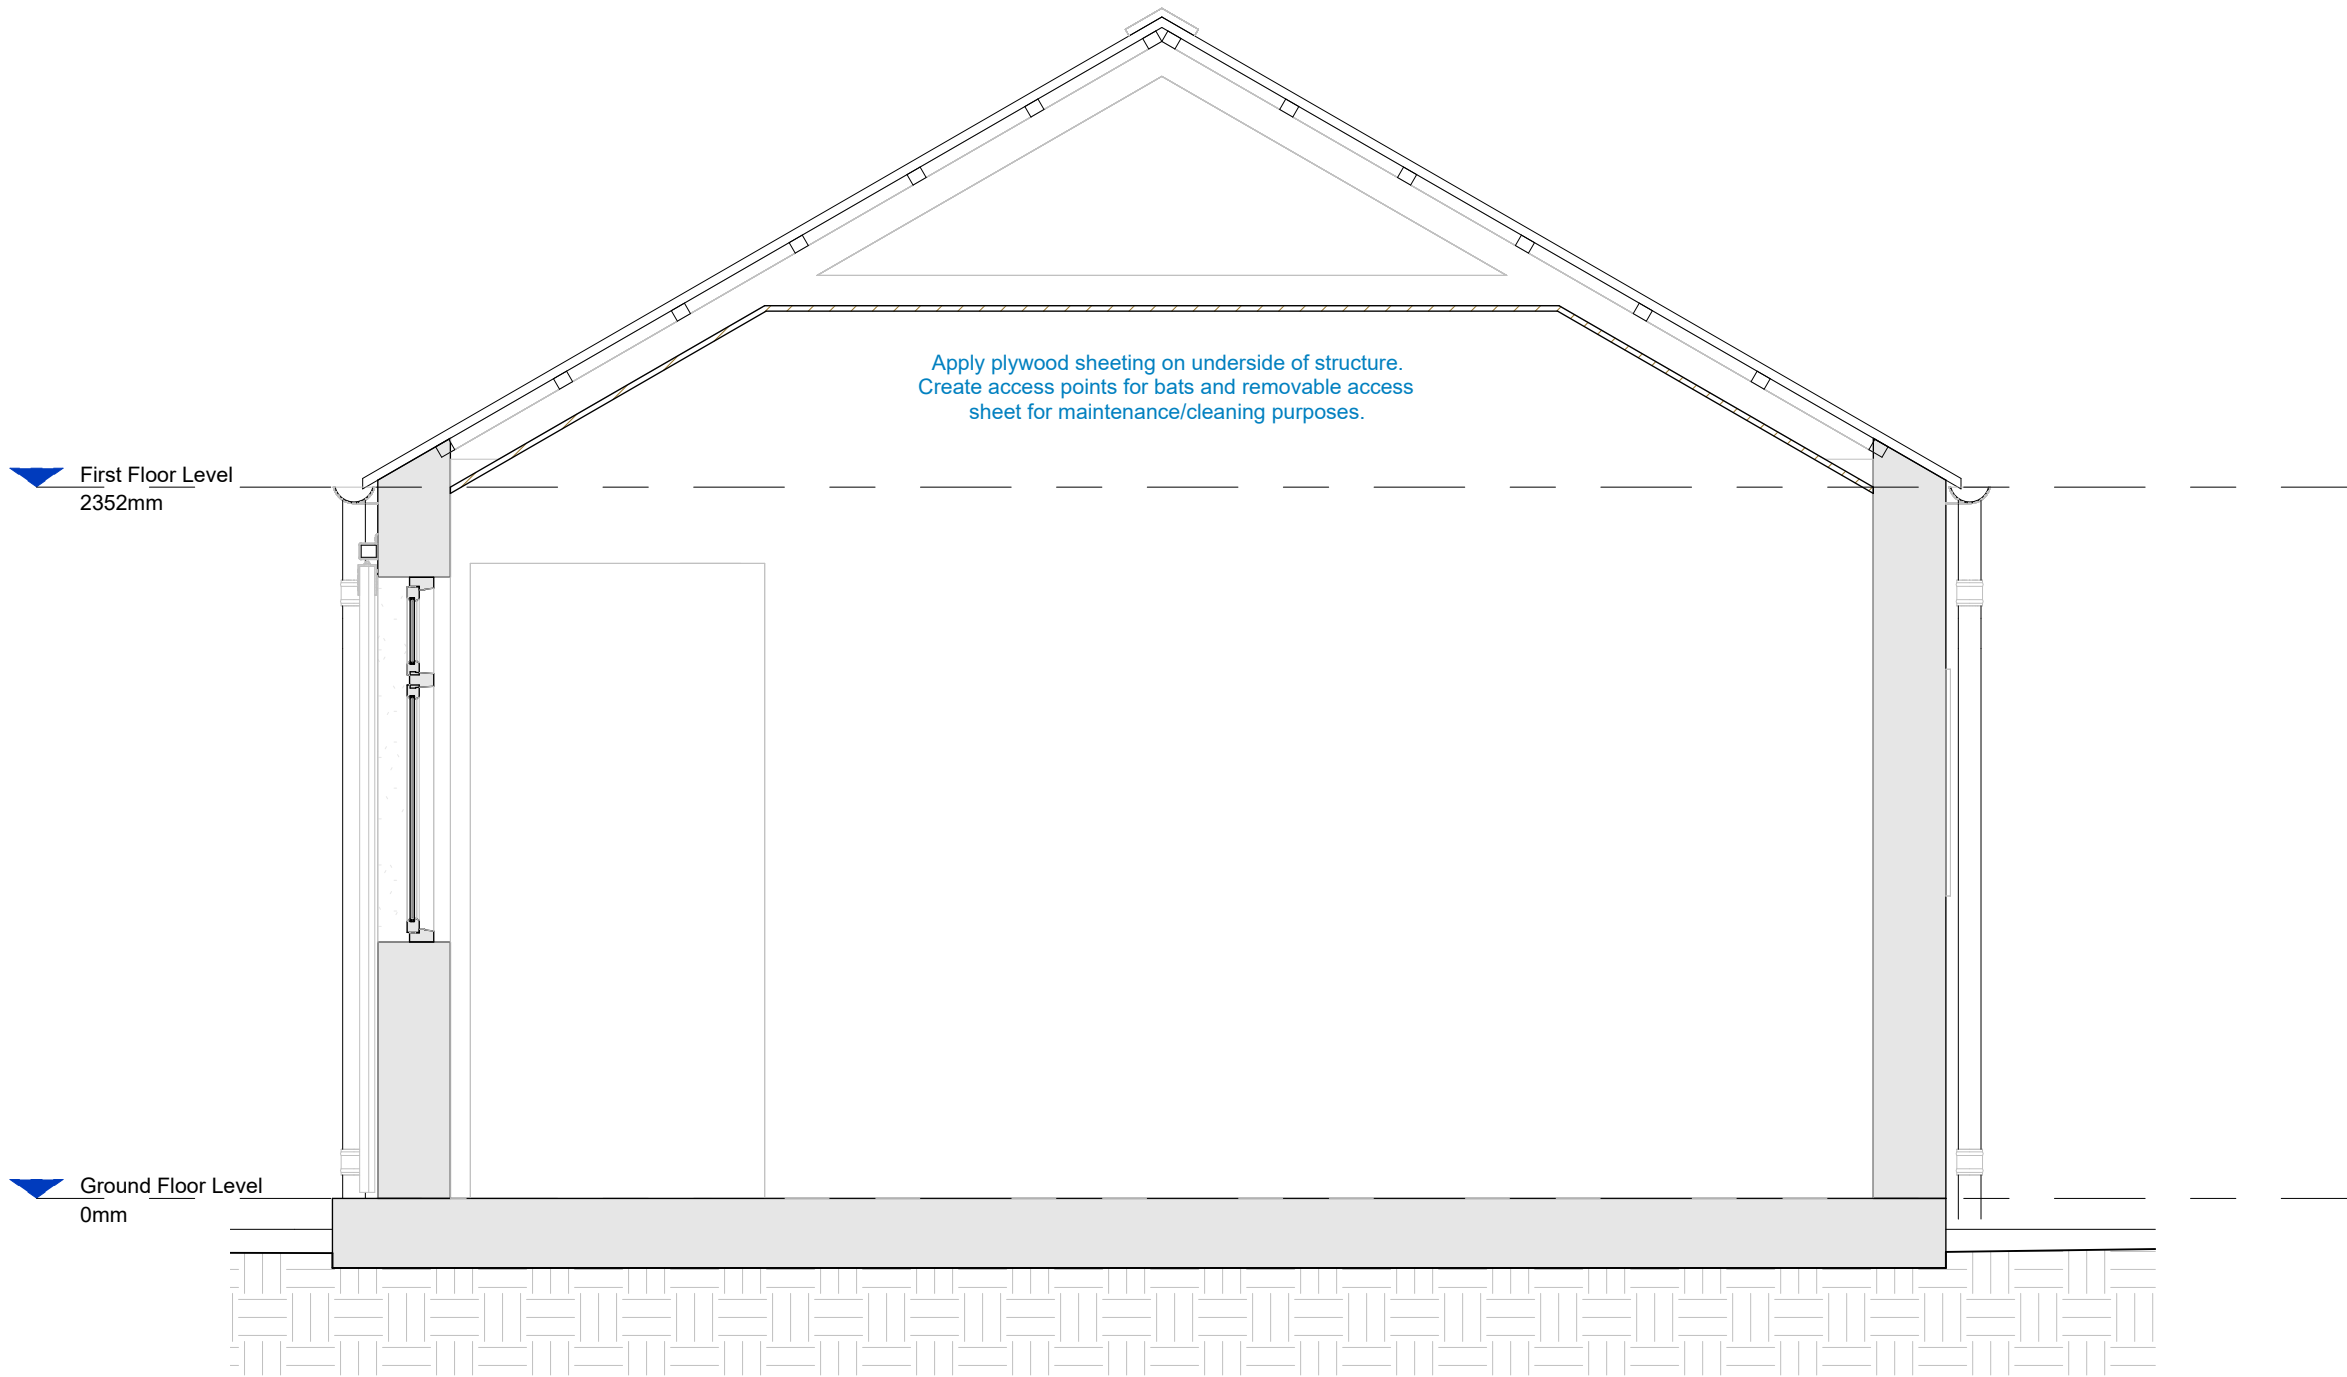 Apply plywood sheeting on underside of structure.
Create access points for bats and removable access
sheet for maintenance/cleaning purposes.
First Floor Level
2352mm
Ground Floor Level
0mm